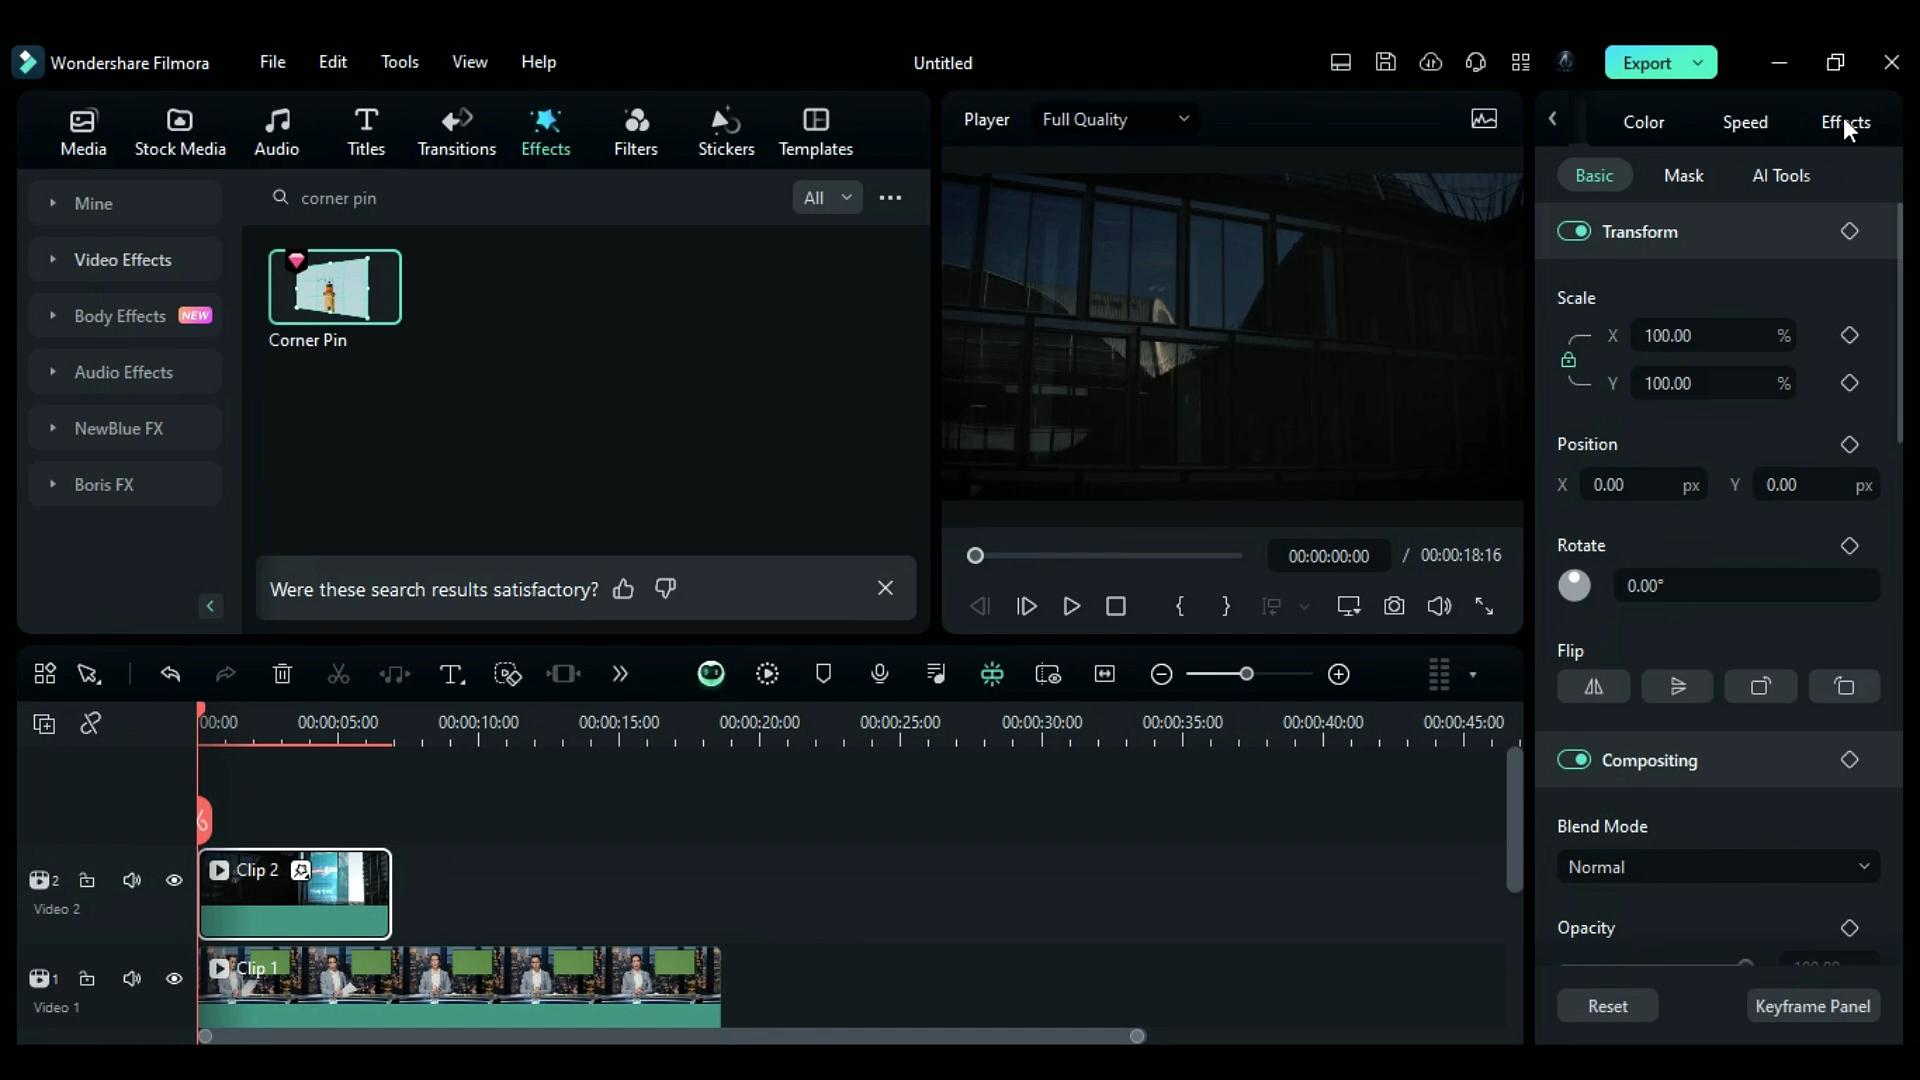 Wondershare Filmora
File
Edit
Tools
View
Help
Untitled
Export
Media
Stock Media
Audio
Titles
Transitions
Effects
Filters
Stickers
Templates
Player
Full Quality
Color
Speed
Effects
Basic
Mask
AI Tools
Mine
corner pin
All
Video Effects
Body Effects NEW
Audio Effects
NewBlue FX
Boris FX
Corner Pin
Were these search results satisfactory?
00:00:00:00 / 00:00:18:16
Transform
Scale
X 100.00 %
Y 100.00 %
Position
X 0.00 px Y 0.00 px
Rotate
0.00°
Flip
Compositing
Blend Mode
Normal
Opacity
100.00
Reset
Keyframe Panel
00:00 00:00:05:00 00:00:10:00 00:00:15:00 00:00:20:00 00:00:25:00 00:00:30:00 00:00:35:00 00:00:40:00 00:00:45:00
2
Video 2
Clip 2
1
Video 1
Clip 1